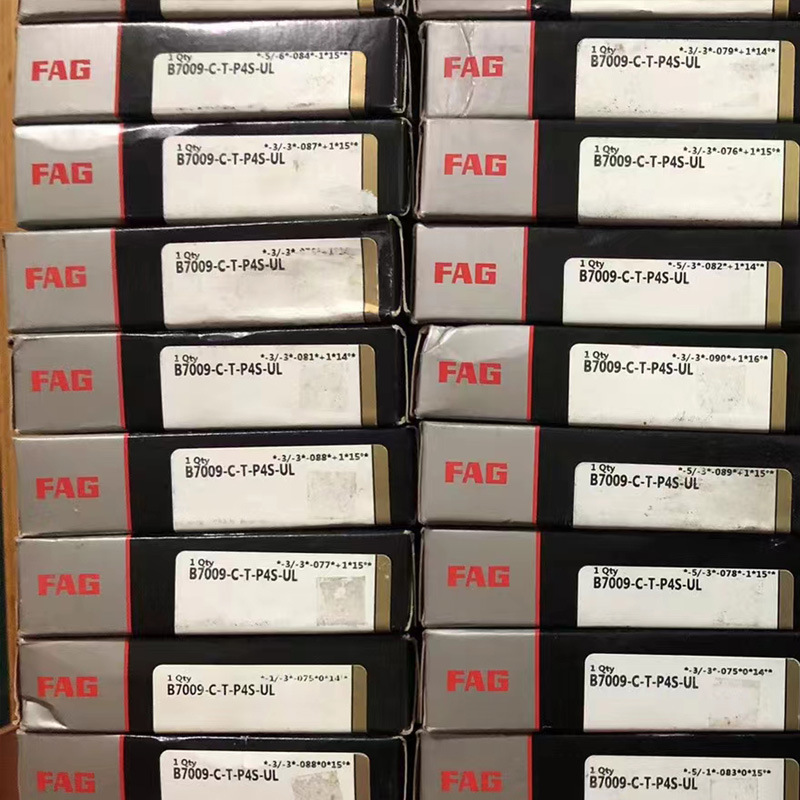 FAG
1 Qty *-5/-6*-084*-1*15°*
B7009-C-T-P4S-UL
FAG
1 Qty *-3/-3*-087*+1*15°*
B7009-C-T-P4S-UL
FAG
1 Qty *-3/-3*
B7009-C-T-P4S-UL
FAG
1 Qty *-3/-3*-081*+1*14°*
B7009-C-T-P4S-UL
FAG
1 Qty *-3/-3*-088*+1*15°*
B7009-C-T-P4S-UL
FAG
1 Qty *-3/-3*-077*+1*15°*
B7009-C-T-P4S-UL
FAG
1 Qty *-1/-3*-075*0*14°*
B7009-C-T-P4S-UL
FAG
1 Qty *-3/-3*-088*0*15°*
B7009-C-T-P4S-UL
FAG
1 Qty *-3/-3*-079*+1*14°*
B7009-C-T-P4S-UL
FAG
1 Qty *-3/-3*-076*+1*15°*
B7009-C-T-P4S-UL
FAG
1 Qty *-5/-3*-082*+1*14°*
B7009-C-T-P4S-UL
FAG
1 Qty *-3/-3*-090*+1*16°*
B7009-C-T-P4S-UL
FAG
1 Qty *-5/-3*-089*+1*15°*
B7009-C-T-P4S-UL
FAG
1 Qty *-5/-3*-078*-1*15°*
B7009-C-T-P4S-UL
FAG
1 Qty *-3/-3*-075*0*14°*
B7009-C-T-P4S-UL
FAG
1 Qty *-5/-1*-083*0*15°*
B7009-C-T-P4S-UL